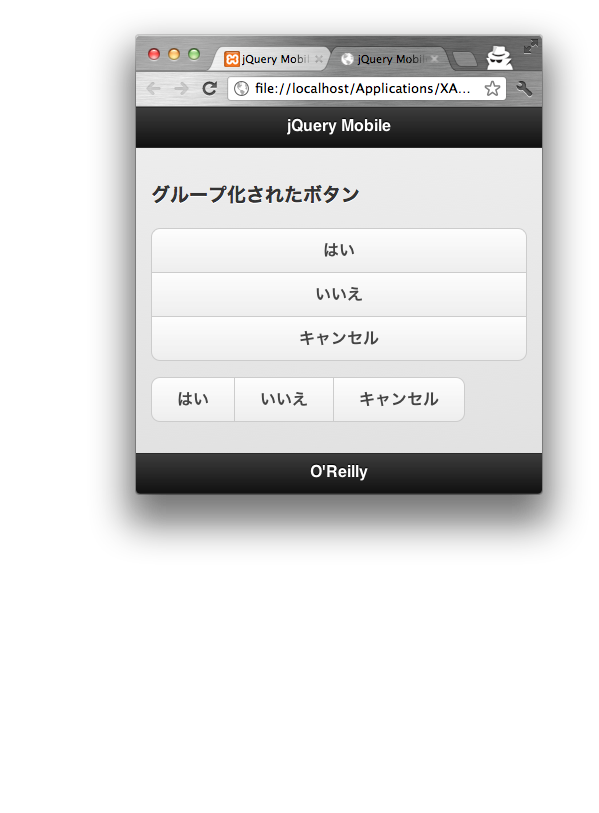 jQuery Mobil
jQuery Mobil
file://localhost/Applications/XA...
jQuery Mobile
グループ化されたボタン
はい
いいえ
キャンセル
はい いいえ キャンセル
O'Reilly